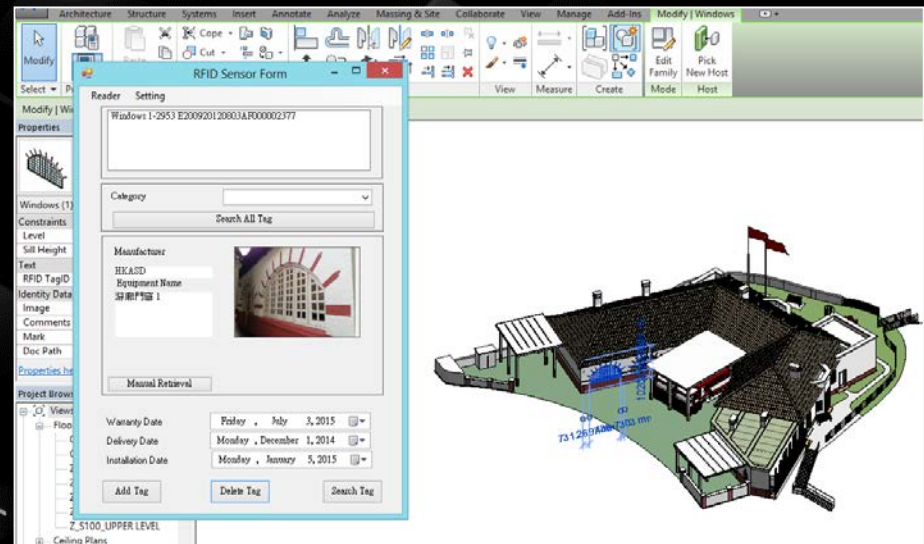 Architecture Structure Systems Insert Annotate Analyze Massing & Site Collaborate View Manage Add-Ins Modify | Windows
Modify
Cope
Cut
Edit Family
Pick New Host
Select
View Measure Create Mode Host
RFID Sensor Form
Reader Setting
Windows 1-2953 E200920120803AF000002377
Category
Search All Tag
Manufacturer
HKASD
Equipment Name
Manual Retrieval
Warranty Date Friday , July 3, 2015
Delivery Date Monday , December 1, 2014
Installation Date Monday , January 5, 2015
Add Tag Delete Tag Search Tag
Properties
Windows (1)
Constraints
Level
Sill Height
Text
RFID TagID
Identity Data
Image
Comments
Mark
Doc Path
Properties he
Project Brows
Views
Floo
Z_S100_UPPER LEVEL
Ceiling Plans